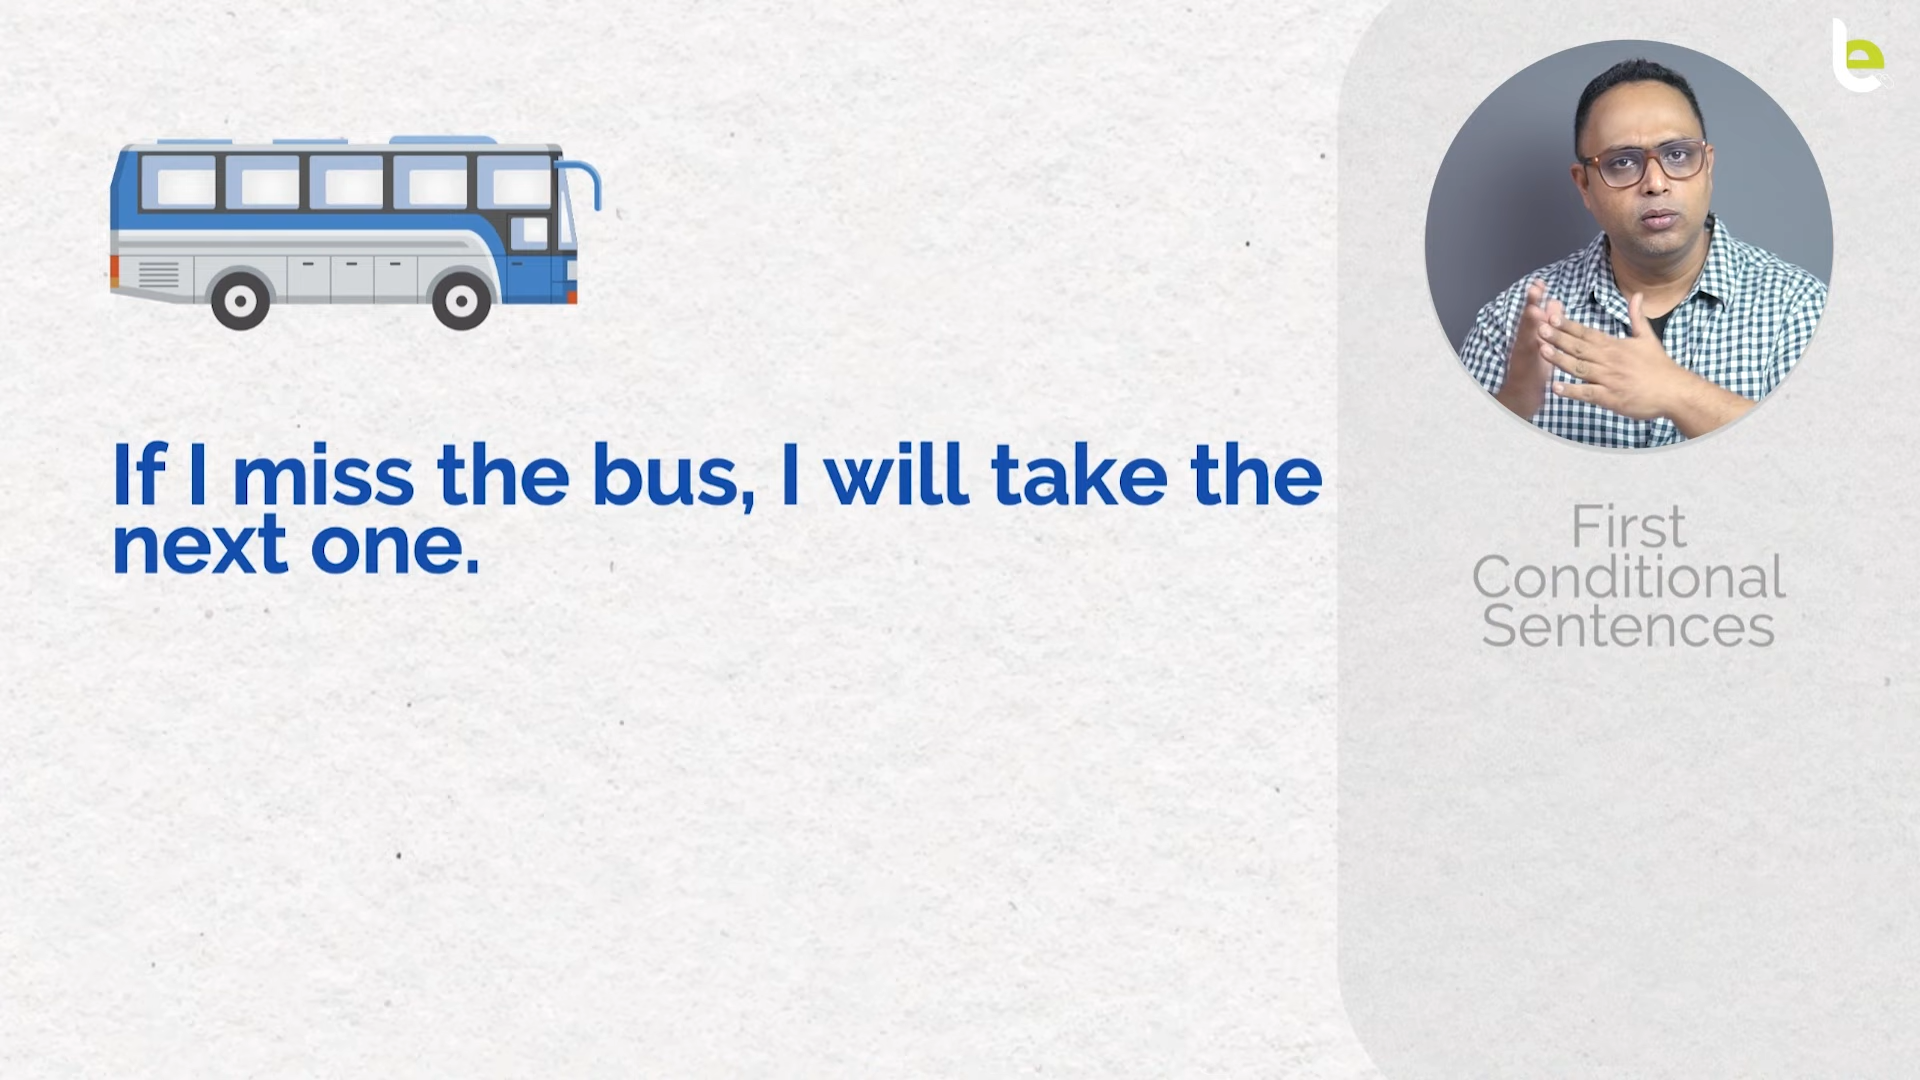 If I miss the bus, I will take the
next one.
First
Conditional
Sentences